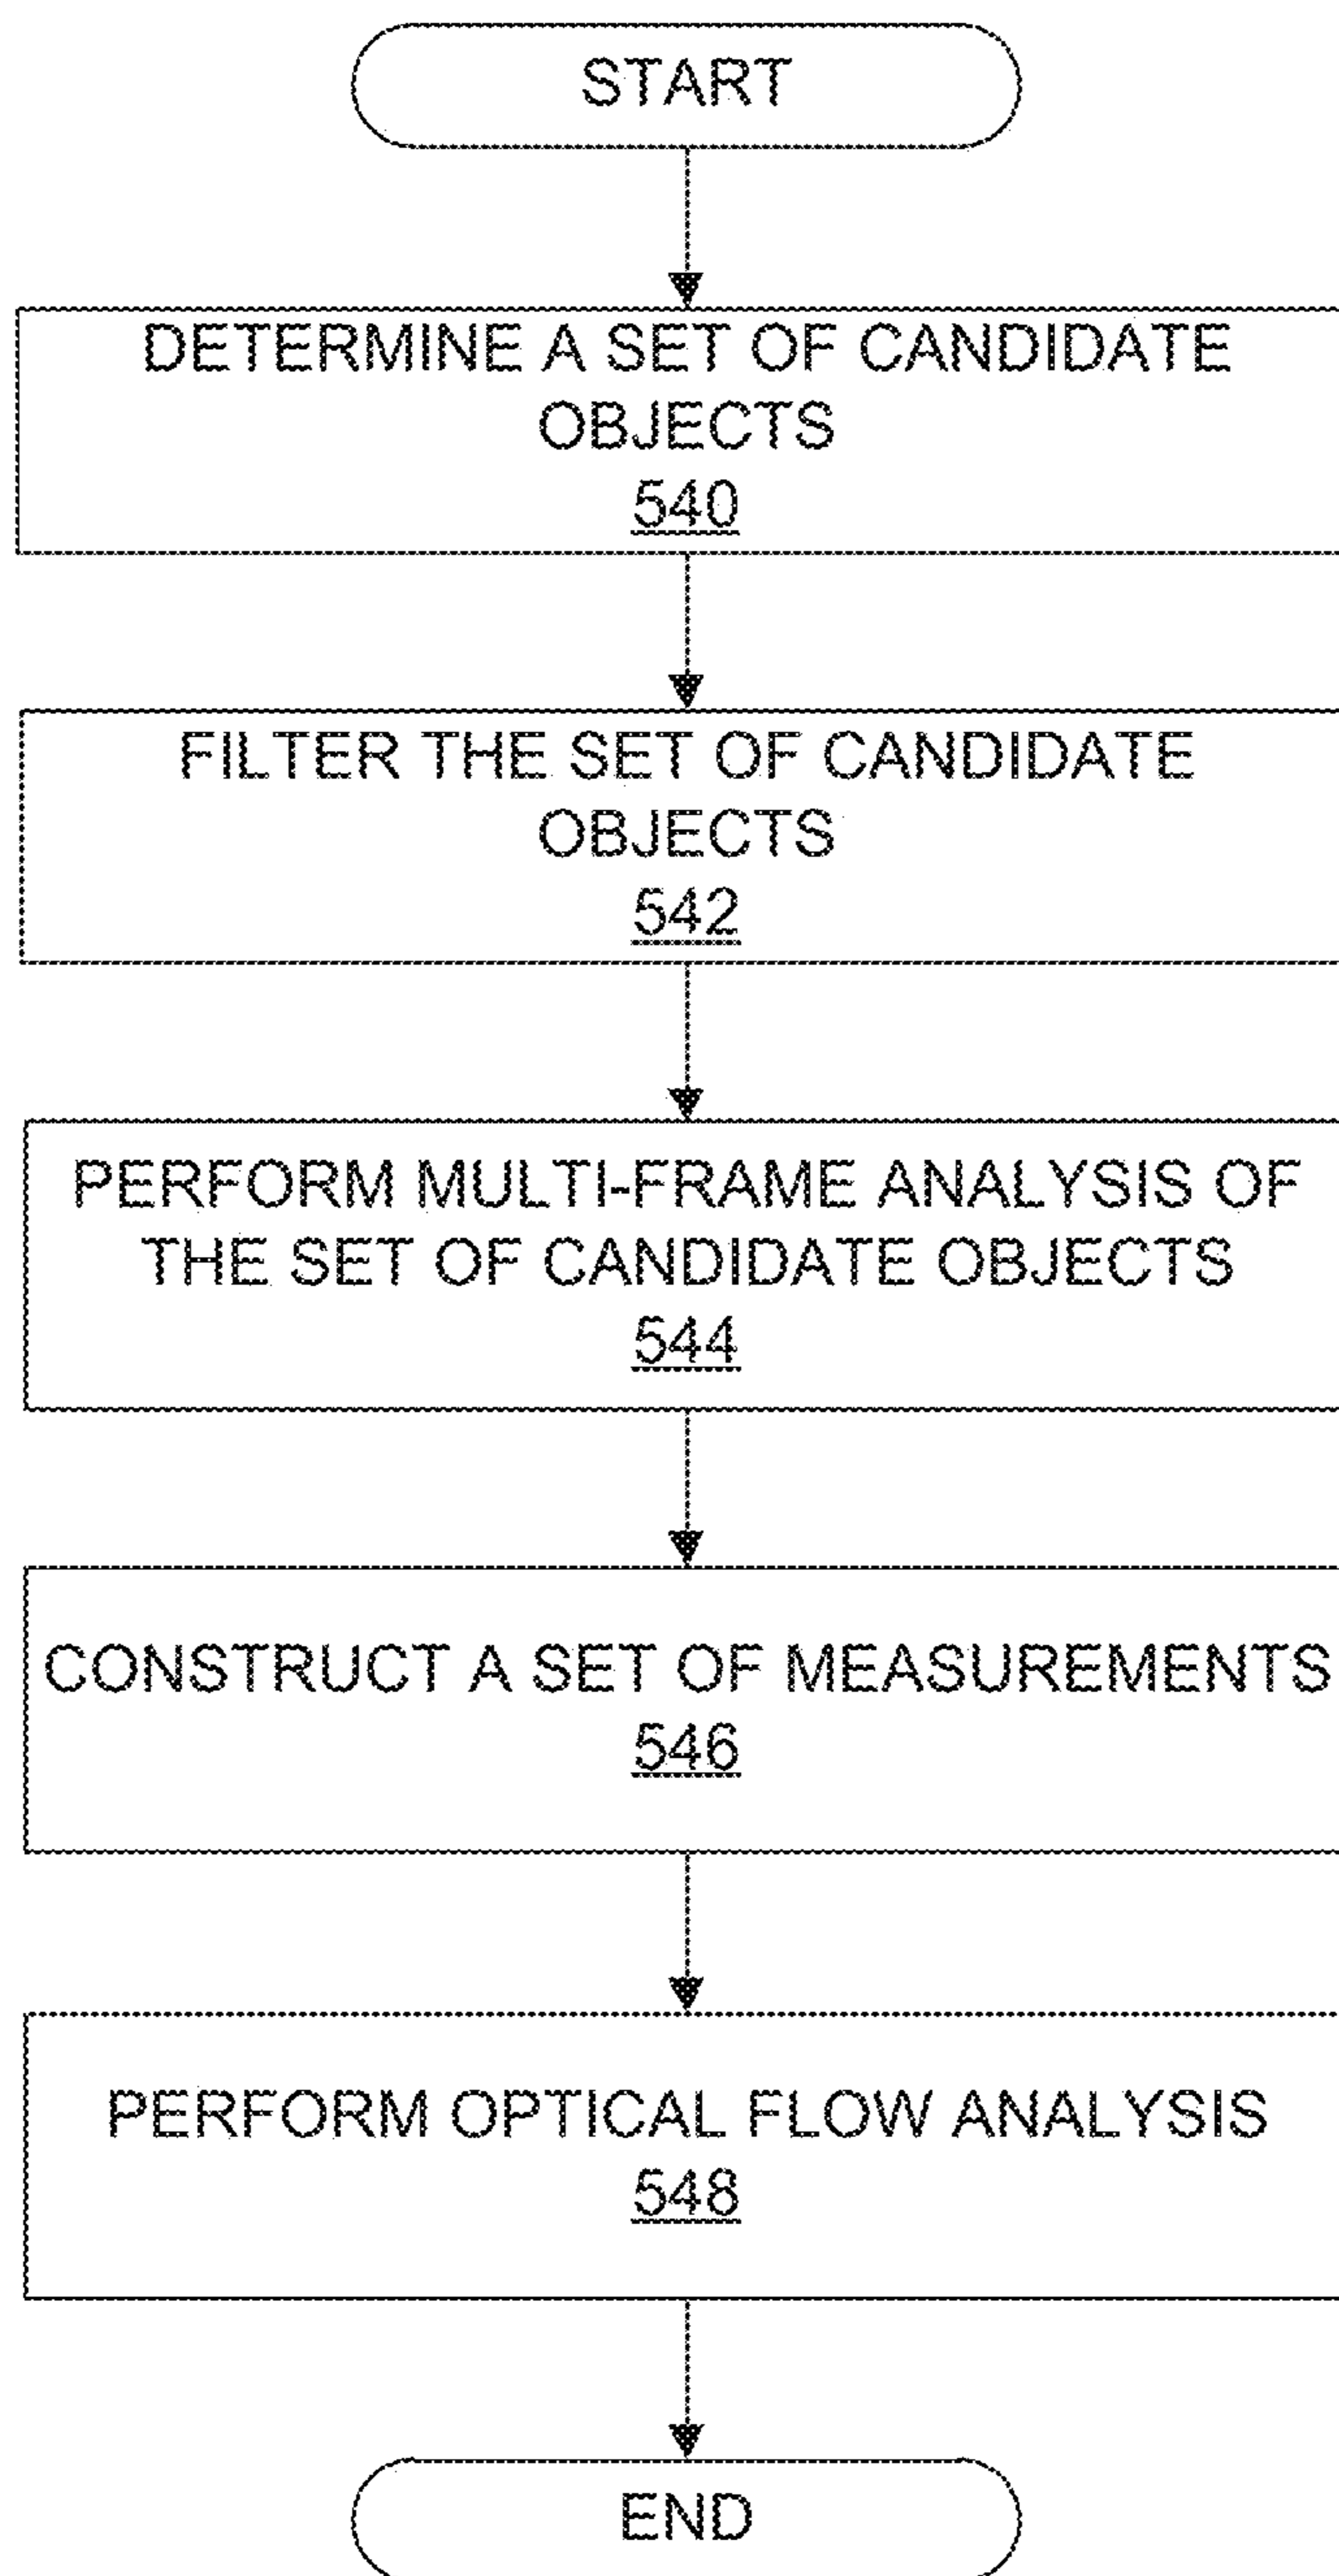 START
DETERMINE A SET OF CANDIDATE
OBJECTS
540
FILTER THE SET OF CANDIDATE
OBJECTS
542
PERFORM MULTI-FRAME ANALYSIS OF
THE SET OF CANDIDATE OBJECTS
544
CONSTRUCT A SET OF MEASUREMENTS
546
PERFORM OPTICAL FLOW ANALYSIS
548
END